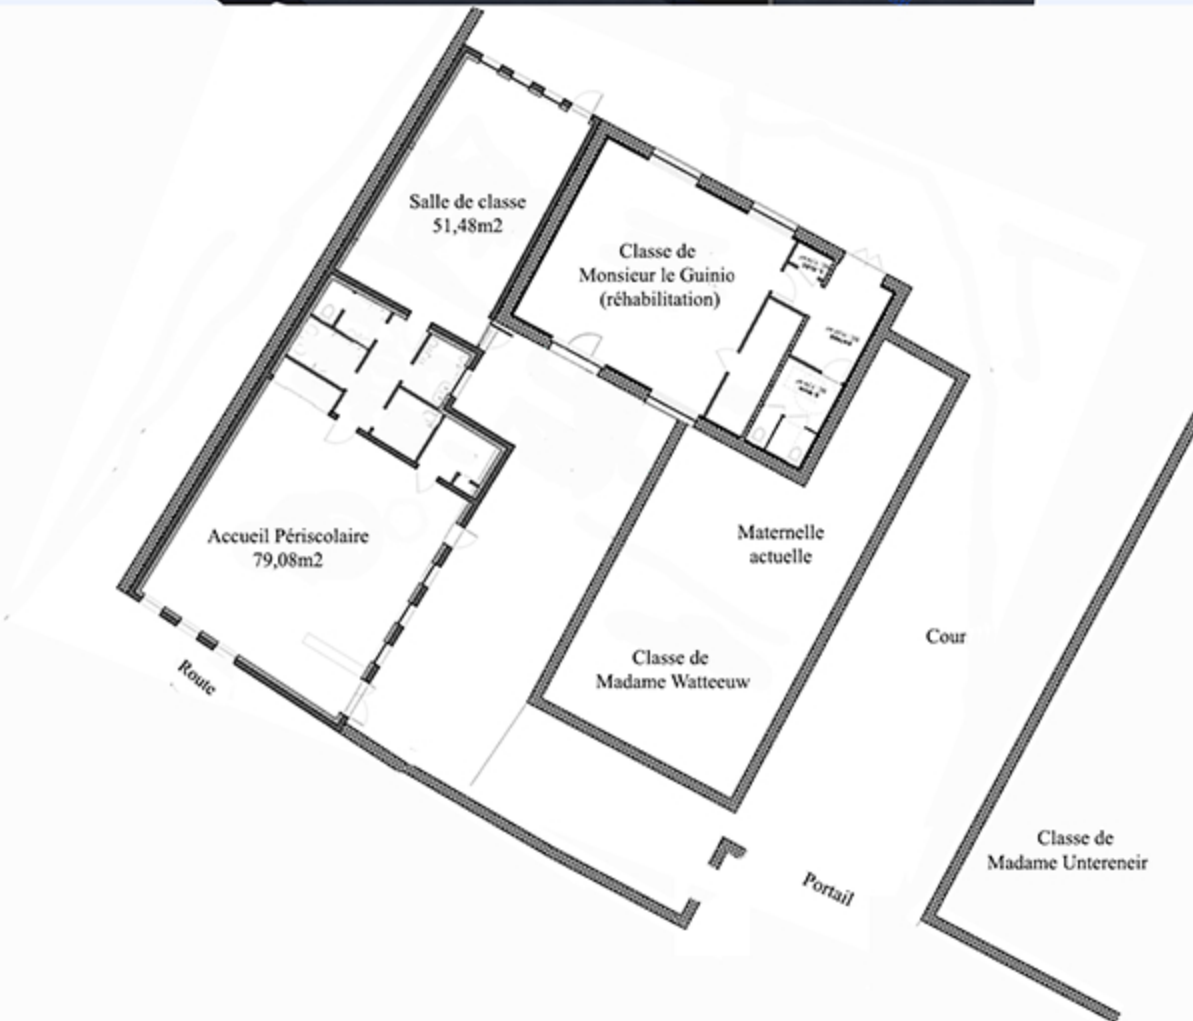 Salle de classe
51,48m2
Classe de
Monsieur le Guinio
(réhabilitation)
Accueil Périscolaire
79,08m2
Maternelle
actuelle
Classe de
Madame Watteeuw
Cour
Route
Classe de
Madame Untereneir
Portail